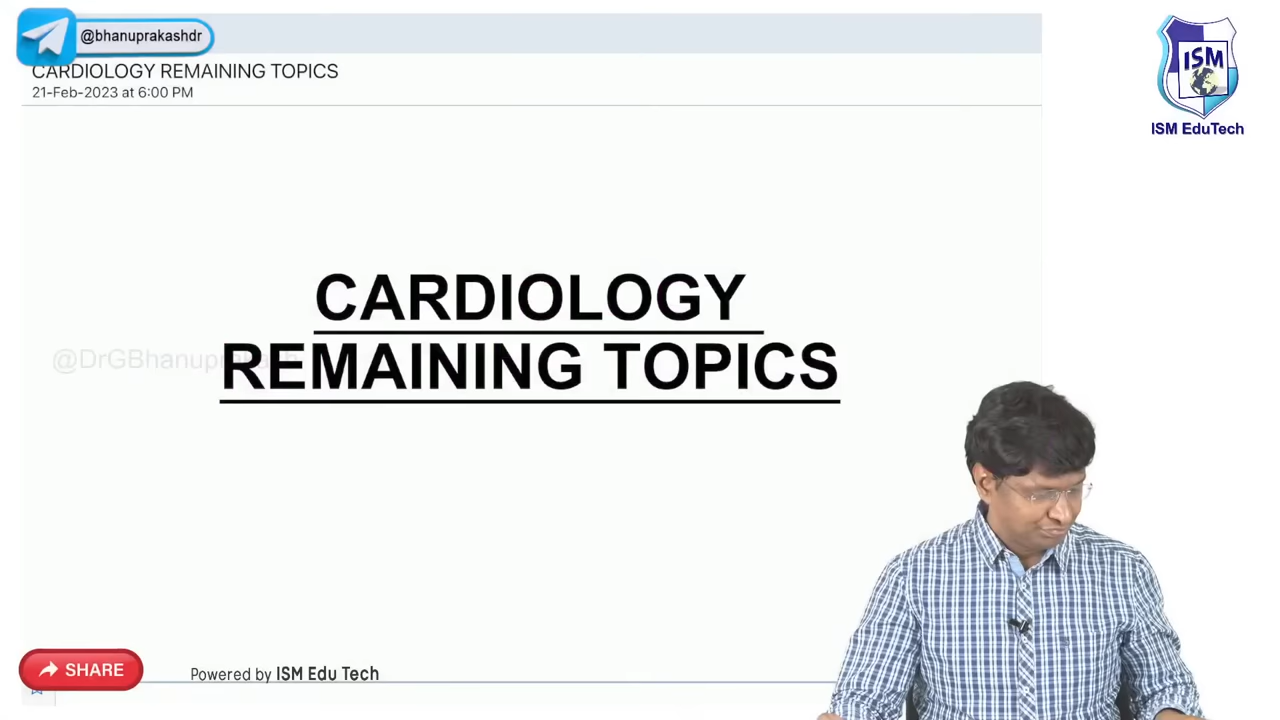 @bhanuprakashdr
CARDIOLOGY REMAINING TOPICS
21-Feb-2023 at 6:00 PM
ISM
ISM EduTech
CARDIOLOGY
REMAINING TOPICS
@DrGBhanuprakash
SHARE
Powered by ISM Edu Tech